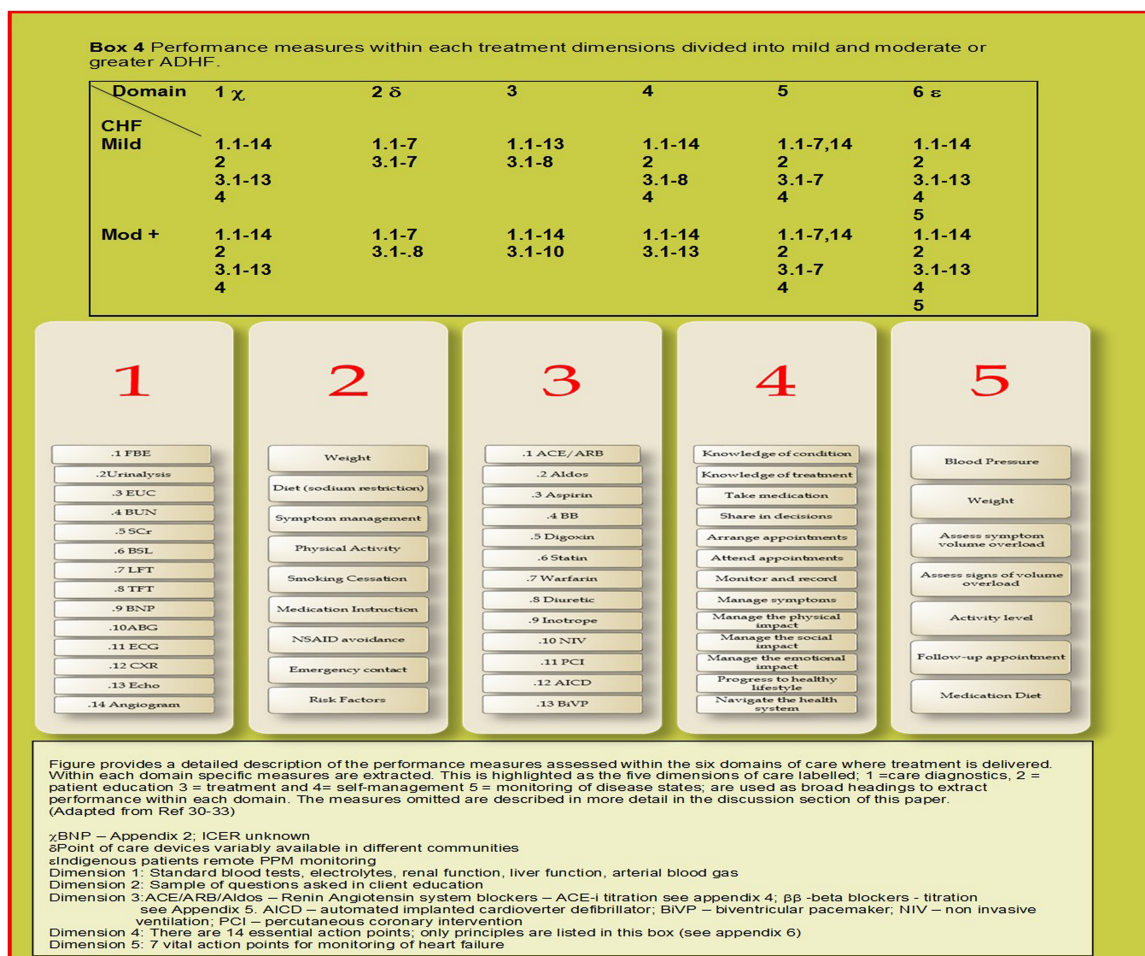 Box 4 Performance measures within each treatment dimensions divided into mild and moderate or
greater ADHF.
Domain 1 χ 2 δ 3 4 5 6 ε
CHF
Mild 1.1-14 1.1-7 1.1-13 1.1-14 1.1-7,14 1.1-14
2 3.1-7 3.1-8 2 2 2
3.1-13 3.1-8 3.1-7 3.1-13
4 4 4 4
5
Mod + 1.1-14 1.1-7 1.1-14 1.1-14 1.1-7,14 1.1-14
2 3.1-.8 3.1-10 3.1-13 2 2
3.1-13 3.1-7 3.1-13
4 4 4
5
1
.1 FBE
.2Urinalysis
.3 EUC
.4 BUN
.5 SCr
.6 BSL
.7 LFT
.8 TFT
.9 BNP
.10ABG
.11 ECG
.12 CXR
.13 Echo
.14 Angiogram
2
Weight
Diet (sodium restriction)
Symptom management
Physical Activity
Smoking Cessation
Medication Instruction
NSAID avoidance
Emergency contact
Risk Factors
3
.1 ACE/ARB
.2 Aldos
.3 Aspirin
.4 BB
.5 Digoxin
.6 Statin
.7 Warfarin
.8 Diuretic
.9 Inotrope
.10 NIV
.11 PCI
.12 AICD
.13 BiVP
4
Knowledge of condition
Knowledge of treatment
Take medication
Share in decisions
Arrange appointments
Attend appointments
Monitor and record
Manage symptoms
Manage the physical
impact
Manage the social
impact
Manage the emotional
impact
Progress to healthy
lifestyle
Navigate the health
system
5
Blood Pressure
Weight
Assess symptom
volume overload
Assess signs of volume
overload
Activity level
Follow-up appointment
Medication Diet
Figure provides a detailed description of the performance measures assessed within the six domains of care where treatment is delivered.
Within each domain specific measures are extracted. This is highlighted as the five dimensions of care labelled; 1 =care diagnostics, 2 =
patient education 3 = treatment and 4= self-management 5 = monitoring of disease states; are used as broad headings to extract
performance within each domain. The measures omitted are described in more detail in the discussion section of this paper.
(Adapted from Ref 30-33)
χBNP – Appendix 2; ICER unknown
δPoint of care devices variably available in different communities
εIndigenous patients remote PPM monitoring
Dimension 1: Standard blood tests, electrolytes, renal function, liver function, arterial blood gas
Dimension 2: Sample of questions asked in client education
Dimension 3:ACE/ARB/Aldos – Renin Angiotensin system blockers – ACE-i titration see appendix 4; ββ -beta blockers - titration
see Appendix 5. AICD – automated implanted cardioverter defibrillator; BiVP – biventricular pacemaker; NIV – non invasive
ventilation; PCI – percutaneous coronary intervention
Dimension 4: There are 14 essential action points; only principles are listed in this box (see appendix 6)
Dimension 5: 7 vital action points for monitoring of heart failure